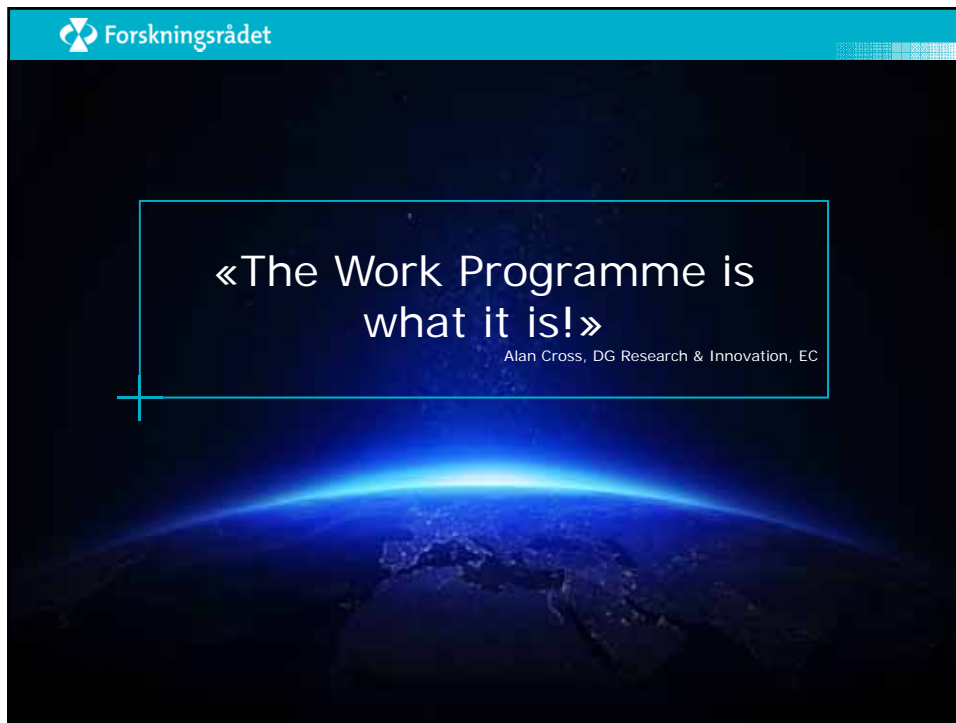 Forskningsrådet
«The Work Programme is
what it is!»
Alan Cross, DG Research & Innovation, EC